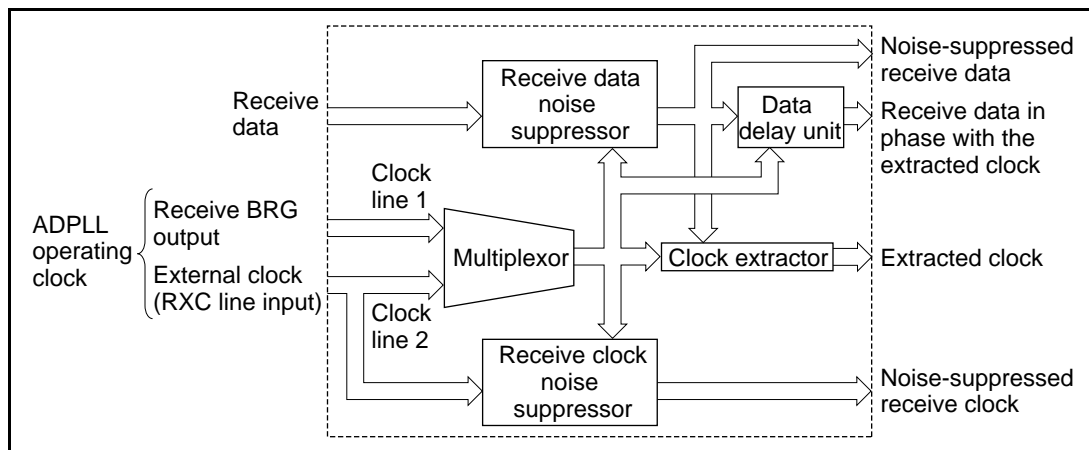 Receive
data
Receive data
noise
suppressor
Data
delay unit
Noise-suppressed
receive data
Receive data in
phase with the
extracted clock
ADPLL
operating
clock
Receive BRG
output
External clock
(RXC line input)
Clock
line 1
Clock
line 2
Multiplexor
Clock extractor
Extracted clock
Receive clock
noise
suppressor
Noise-suppressed
receive clock